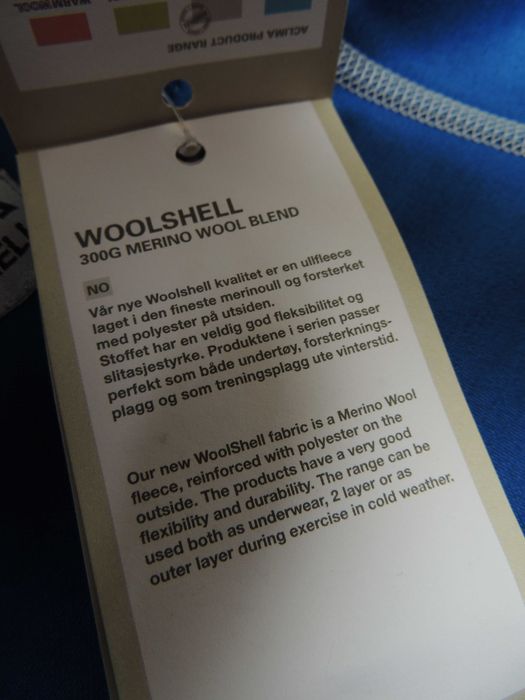 WARMWOOL
ACLIMA PRODUCT RANGE
WOOLSHELL
300G MERINO WOOL BLEND
NO
Vår nye Woolshell kvalitet er en ullfleece
laget i den fineste merinoull og forsterket
med polyester på utsiden.
Stoffet har en veldig god fleksibilitet og
slitasjestyrke. Produktene i serien passer
perfekt som både undertøy, forsterknings-
plagg og som treningsplagg ute vinterstid.
Our new WoolShell fabric is a Merino Wool
fleece, reinforced with polyester on the
outside. The products have a very good
flexibility and durability. The range can be
used both as underwear, 2 layer or as
outer layer during exercise in cold weather.